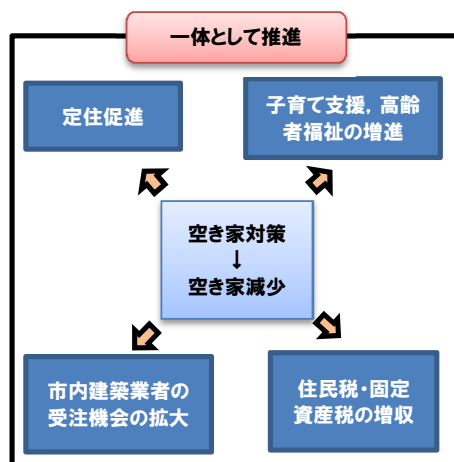 一体として推進
定住促進
子育て支援，高齢
者福祉の増進
空き家対策
↓
空き家減少
市内建築業者の
受注機会の拡大
住民税・固定
資産税の増収